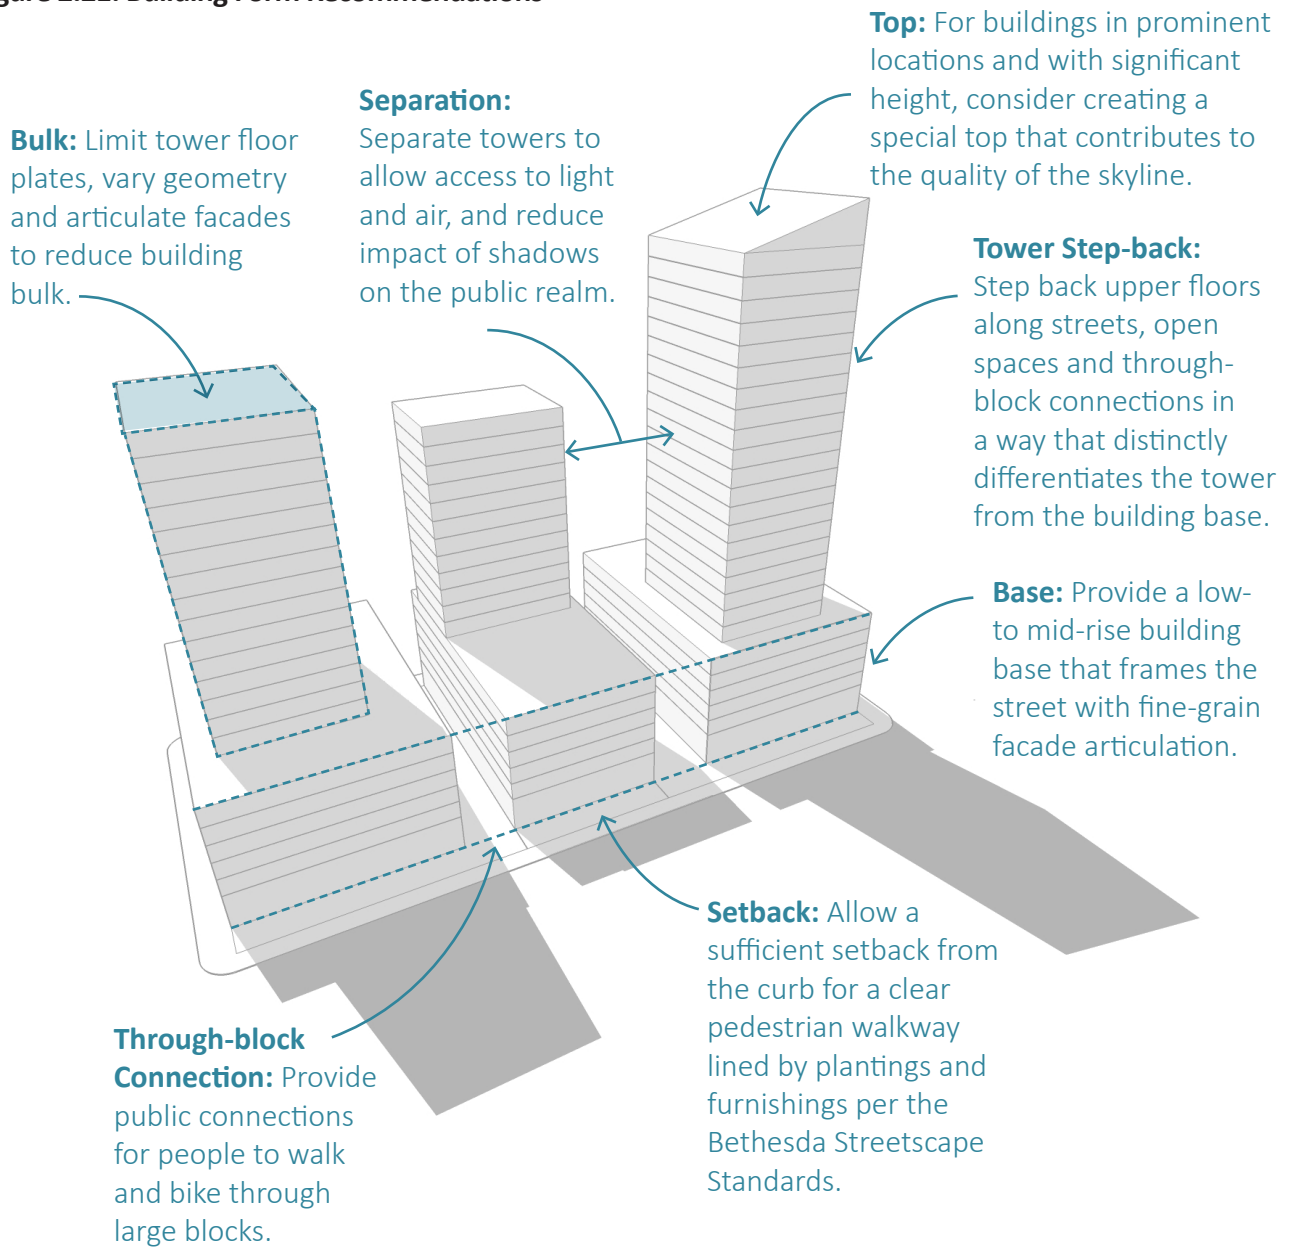 Top: For buildings in prominent
locations and with significant
height, consider creating a
special top that contributes to
the quality of the skyline.
Separation:
Separate towers to
allow access to light
and air, and reduce
impact of shadows
on the public realm.
Bulk: Limit tower floor
plates, vary geometry
and articulate facades
to reduce building
bulk.
Tower Step-back:
Step back upper floors
along streets, open
spaces and through-
block connections in
a way that distinctly
differentiates the tower
from the building base.
Base: Provide a low-
to mid-rise building
base that frames the
street with fine-grain
facade articulation.
Setback: Allow a
sufficient setback from
the curb for a clear
pedestrian walkway
lined by plantings and
furnishings per the
Bethesda Streetscape
Standards.
Through-block
Connection: Provide
public connections
for people to walk
and bike through
large blocks.